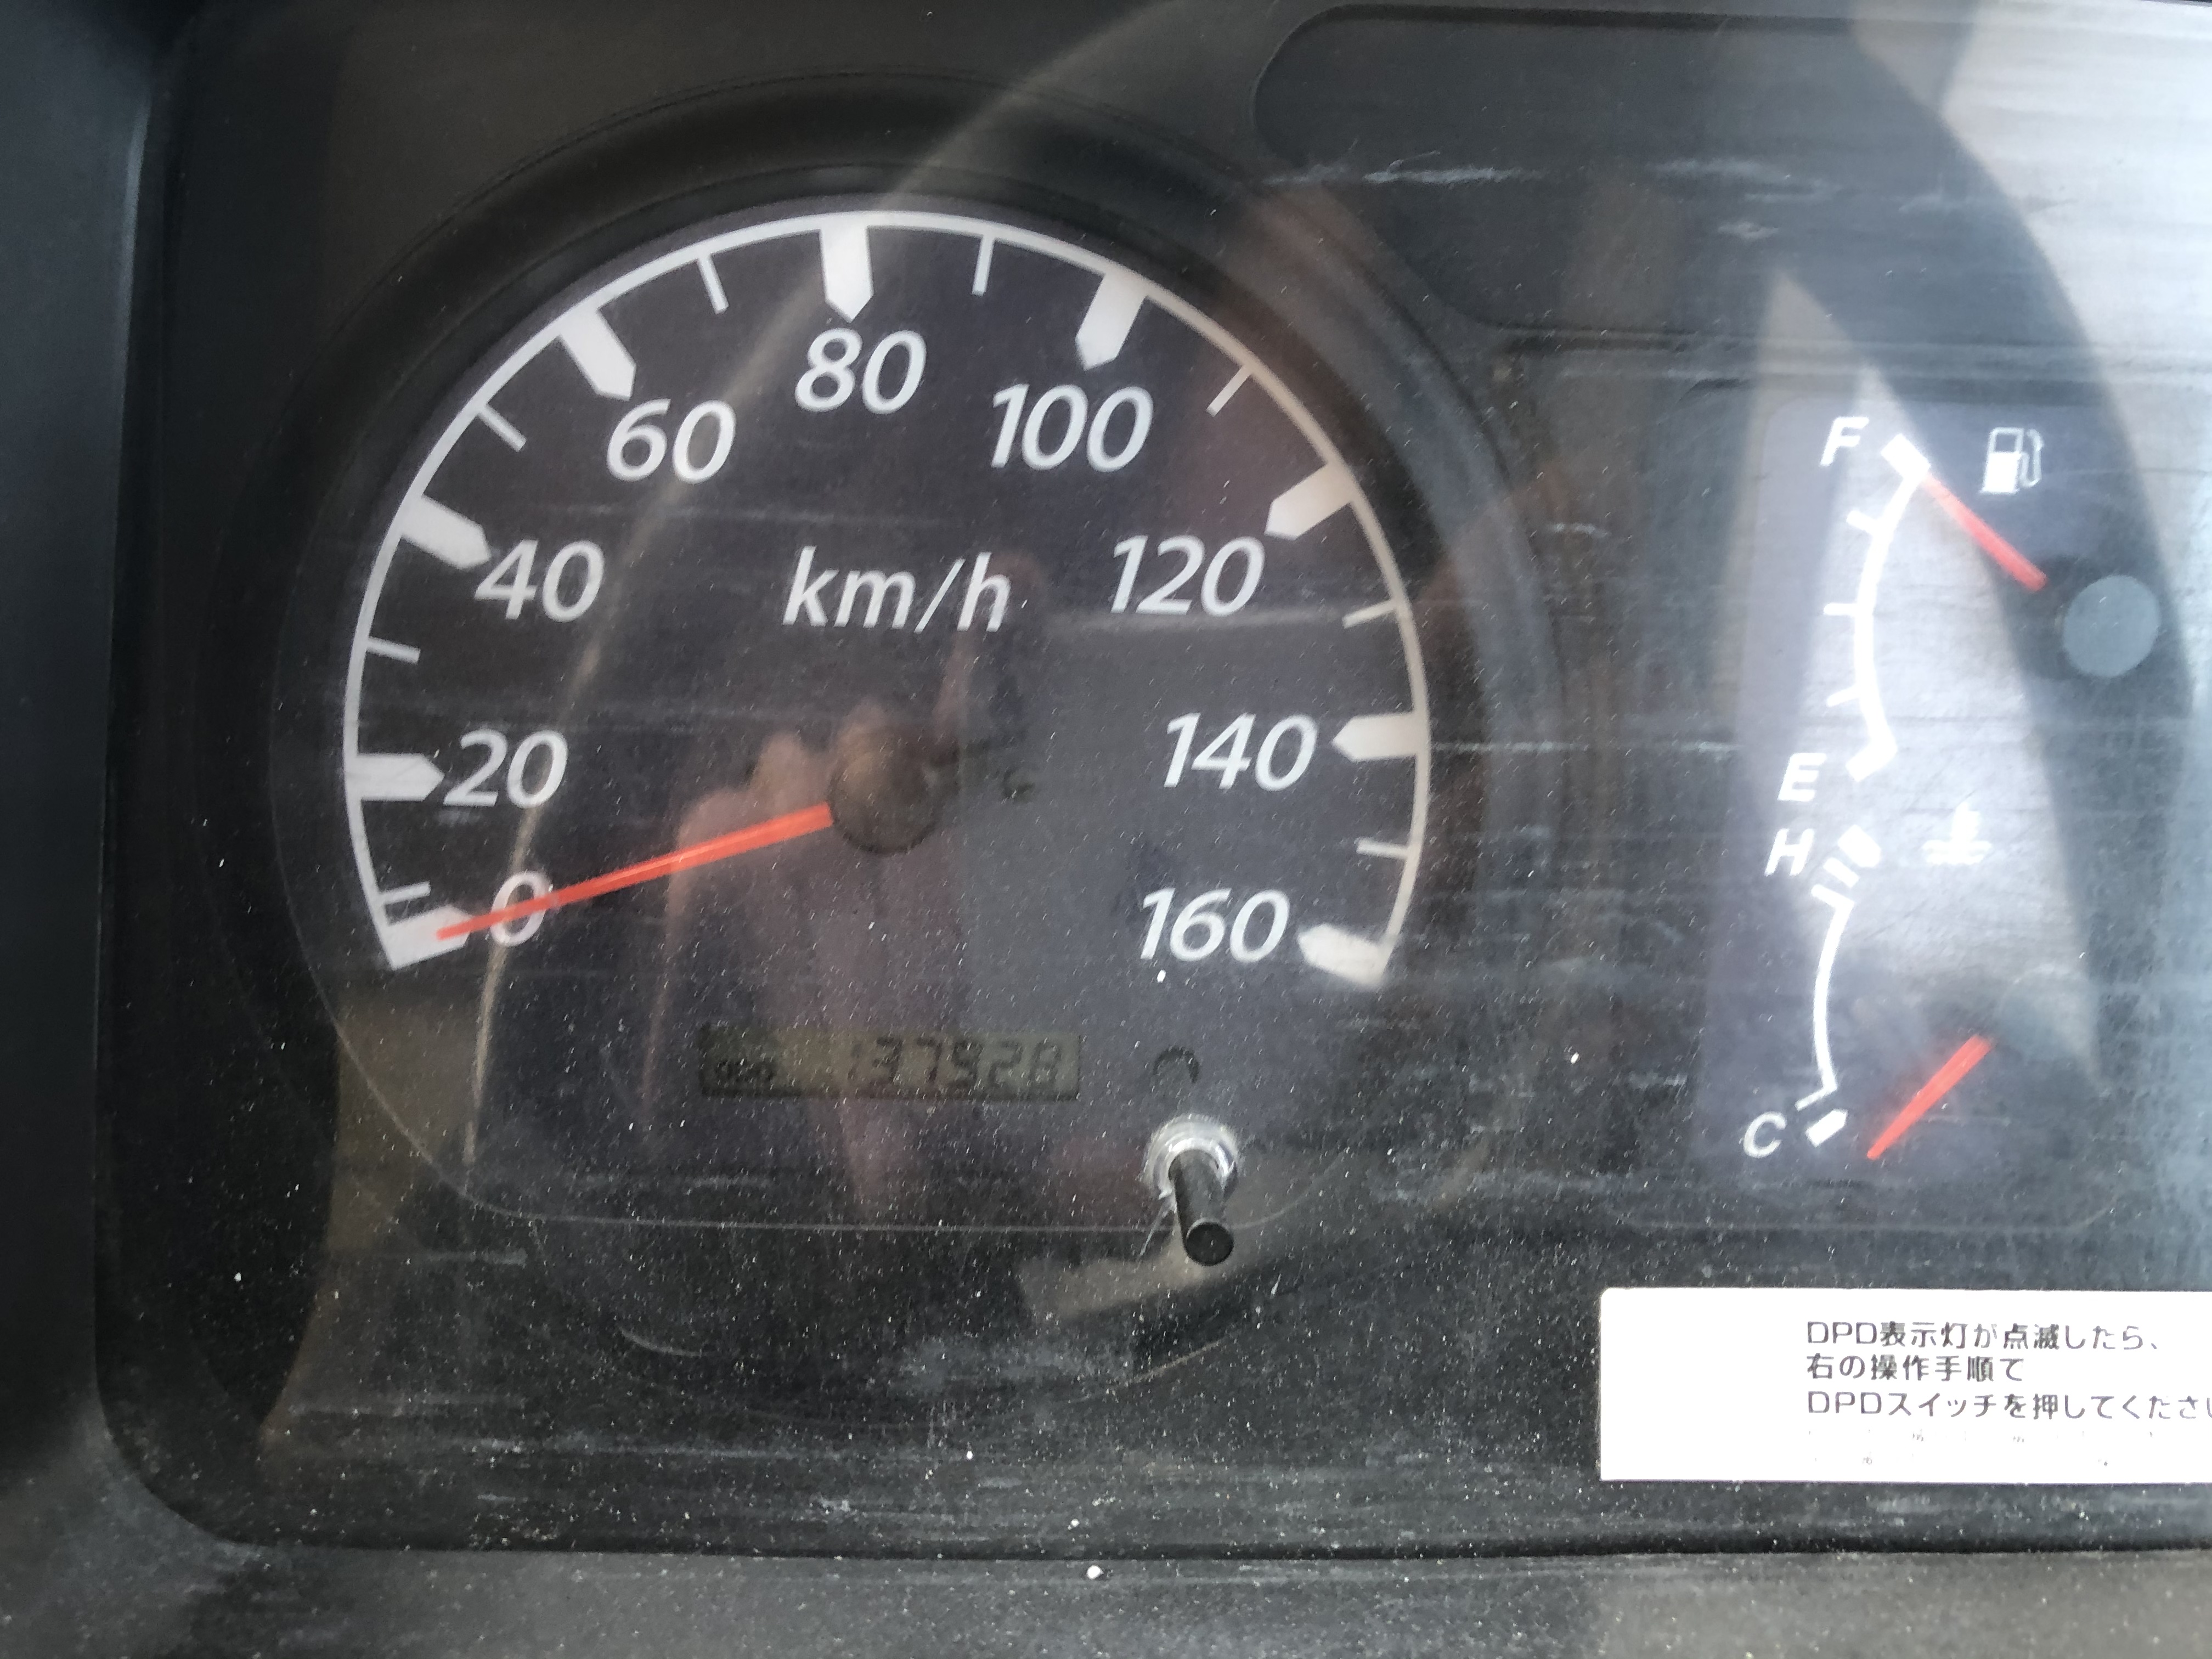 0
20
40
60
80
100
120
140
160
km/h
ODO 137928
F
E
H
C
DPD表示灯が点滅したら、
右の操作手順で
DPDスイッチを押してくださ